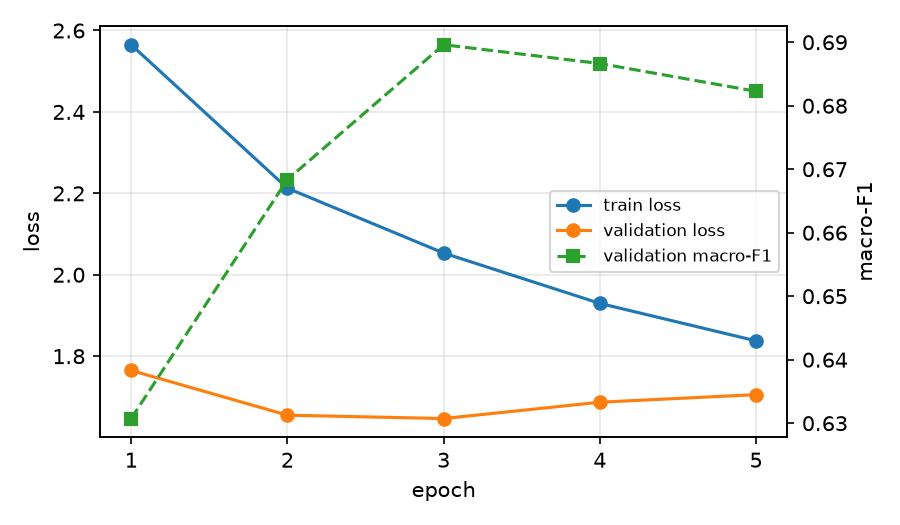 2.6
2.4
2.2
2.0
1.8
loss
0.69
0.68
0.67
0.66
0.65
0.64
0.63
macro-F1
train loss
validation loss
validation macro-F1
1 2 3 4 5
epoch